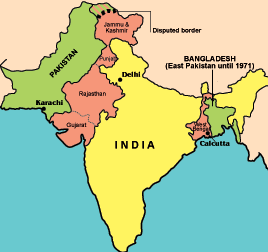 Jammu &
Kashmir
Disputed border
PAKISTAN
Punjab
BANGLADESH
(East Pakistan until 1971)
Delhi
Karachi
Rajasthan
Gujarat
INDIA
West
Bengal
Calcutta